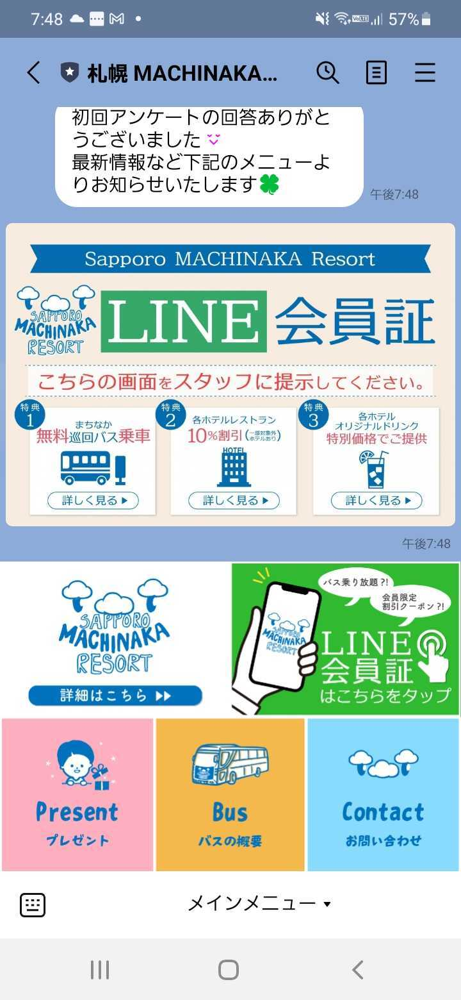 7:48
VoLTE
57%
札幌 MACHINAKA...
初回アンケートの回答ありがと
うございました
最新情報など下記のメニューよ
りお知らせいたします🍀
午後7:48
Sapporo MACHINAKA Resort
SAPPORO
MACHINAKA
RESORT
LINE 会員証
こちらの画面をスタッフに提示してください。
特典
1
まちなか
無料巡回バス乗車
詳しく見る▶
特典
2
各ホテルレストラン
10%割引(一部対象外ホテルあり)
HOTEL
詳しく見る▶
特典
3
各ホテル
オリジナルドリンク
特別価格でご提供
詳しく見る▶
午後7:48
SAPPORO
MACHINAKA
RESORT
詳細はこちら ▶▶
バス乗り放題?!
会員限定
割引クーポン?!
SAPPORO
MACHINAKA
RESORT
LINE
会員証
はこちらをタップ
Present
プレゼント
Bus
バスの概要
Contact
お問い合わせ
メインメニュー ▾